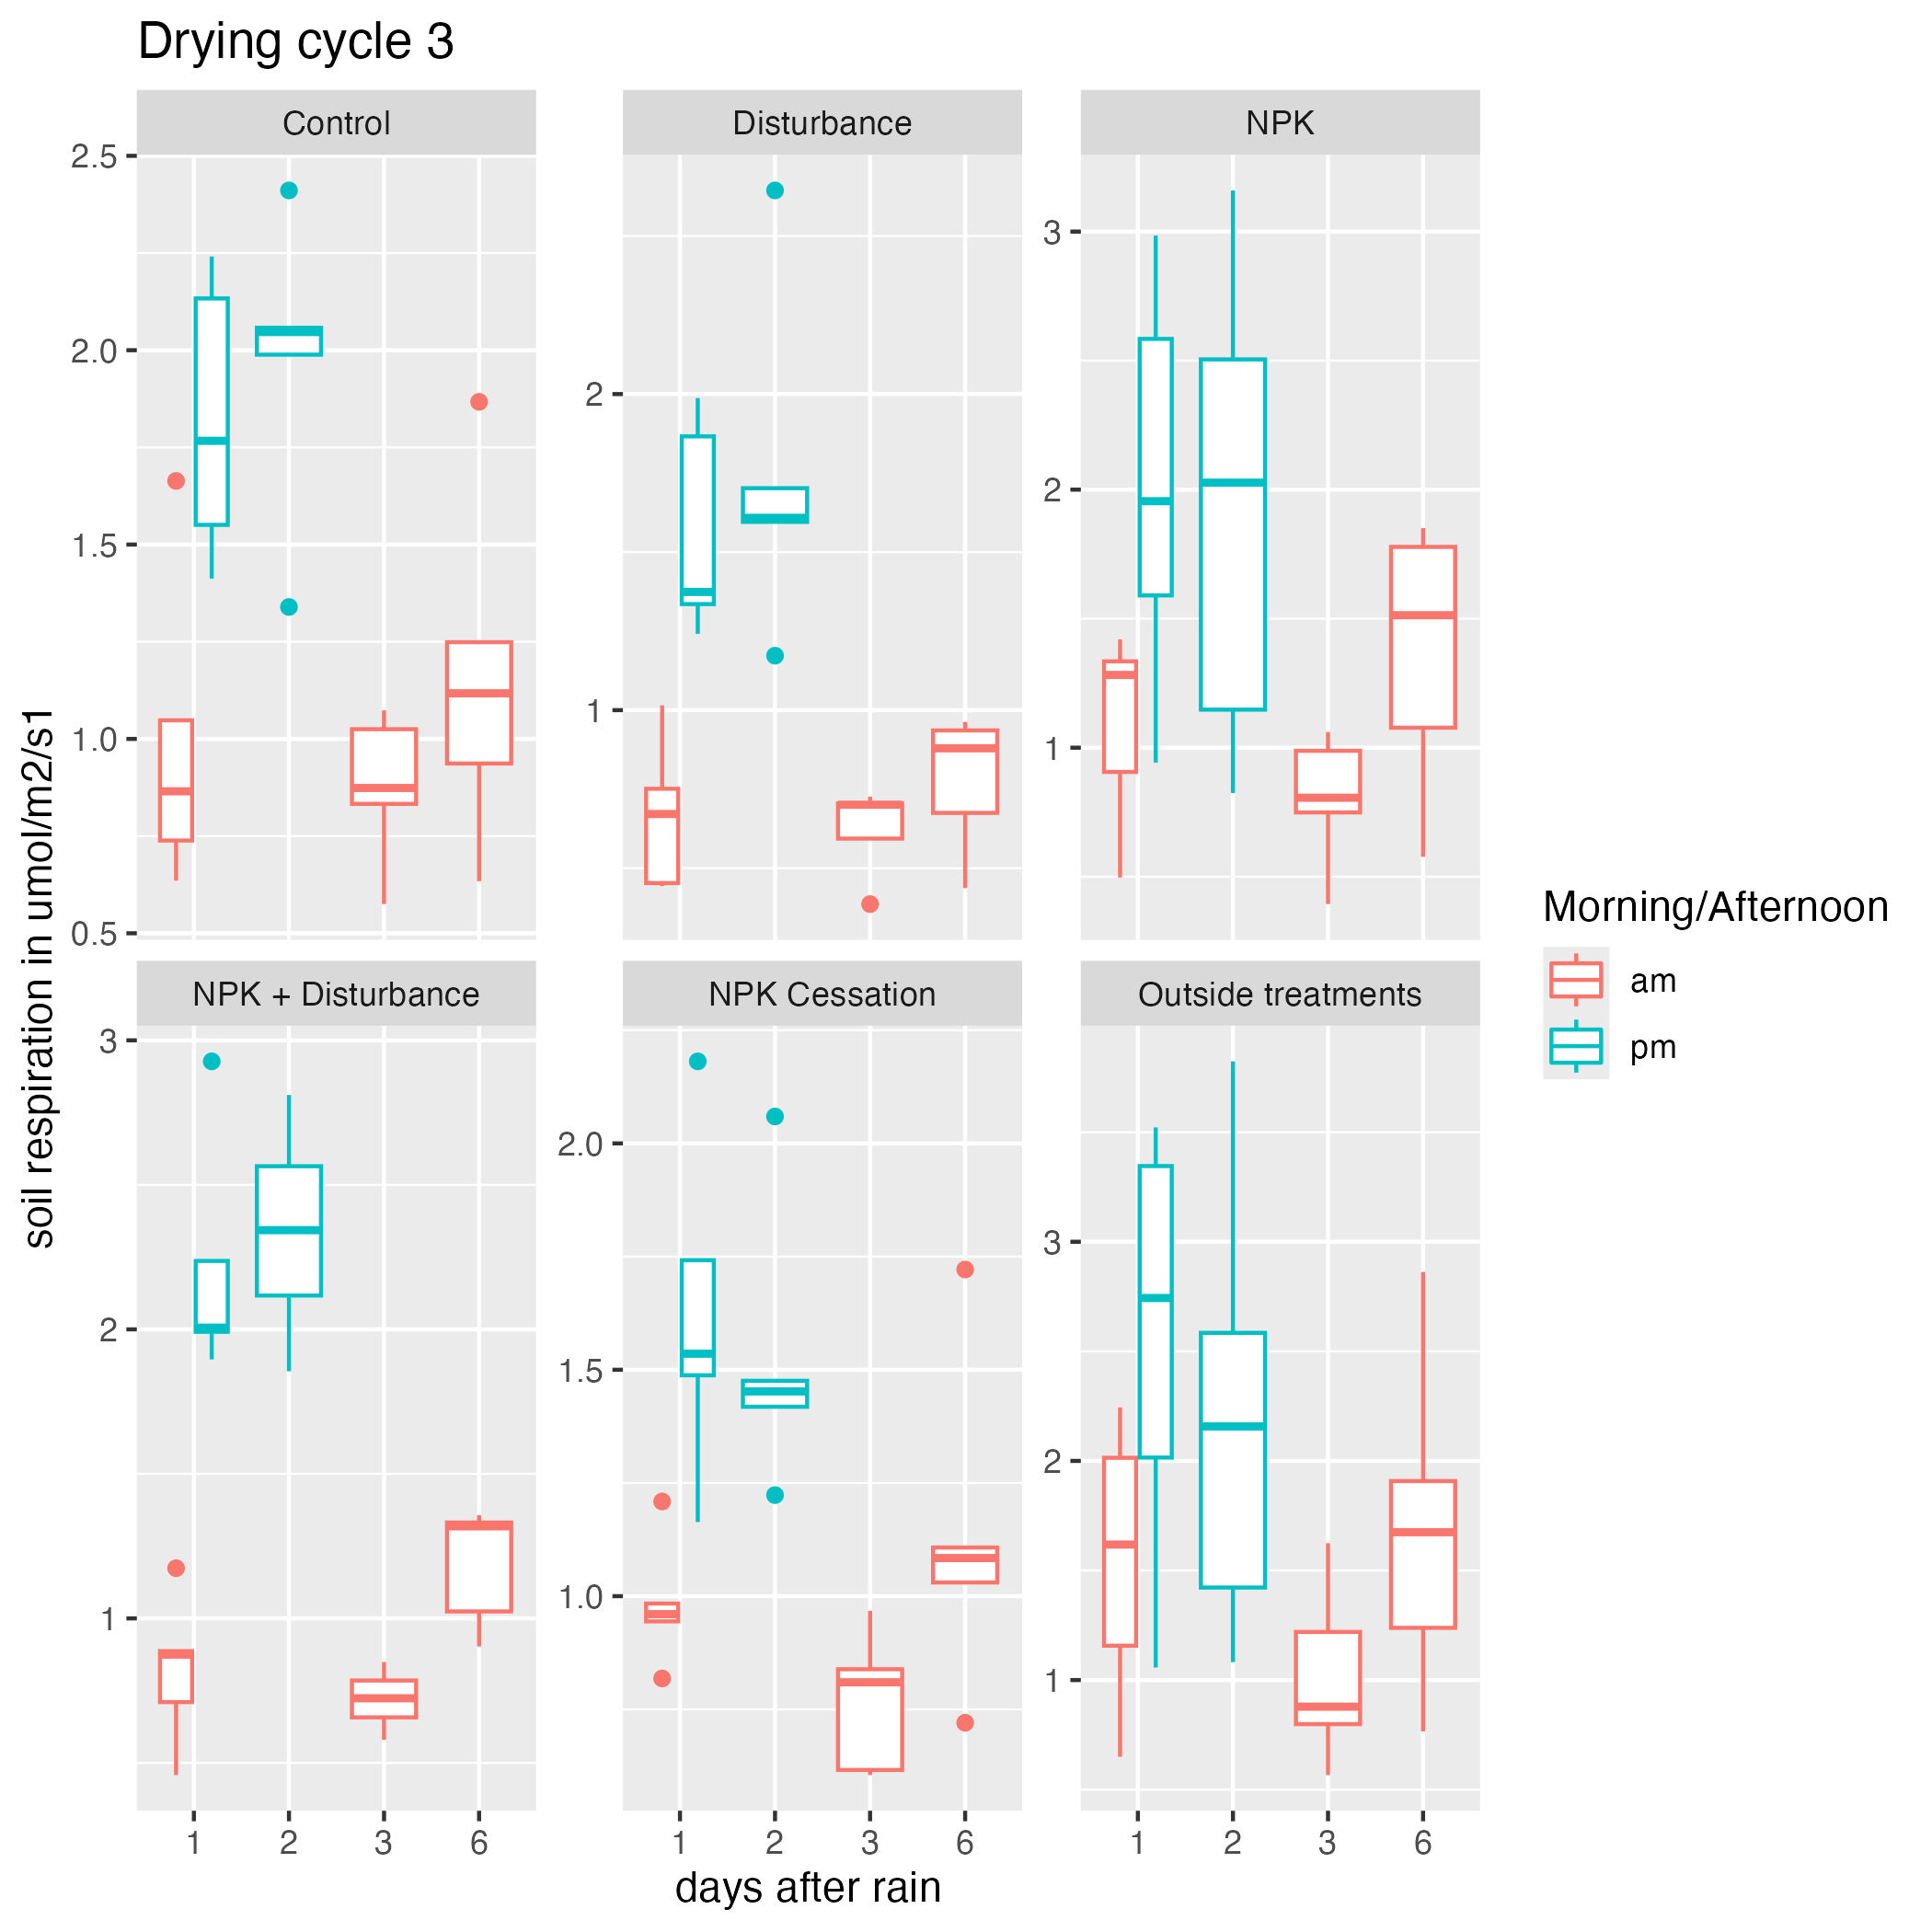 Drying cycle 3
Control
Disturbance
NPK
2.5
2.0
1.5
1.0
0.5
2
1
3
2
1
NPK + Disturbance
NPK Cessation
Outside treatments
3
2
1
2.0
1.5
1.0
3
2
1
1 2 3 6
1 2 3 6
1 2 3 6
days after rain
soil respiration in umol/m2/s1
Morning/Afternoon
am
pm